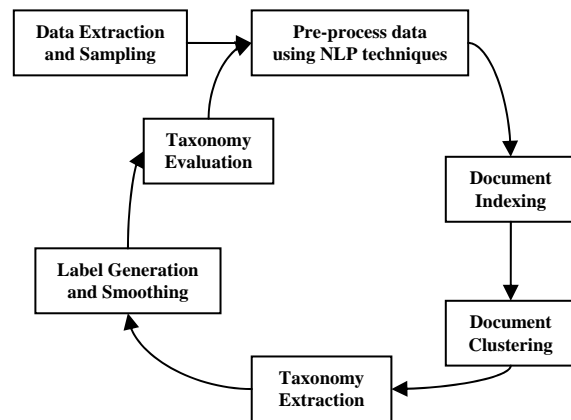 Data Extraction
and Sampling
Pre-process data
using NLP techniques
Taxonomy
Evaluation
Document
Indexing
Label Generation
and Smoothing
Document
Clustering
Taxonomy
Extraction